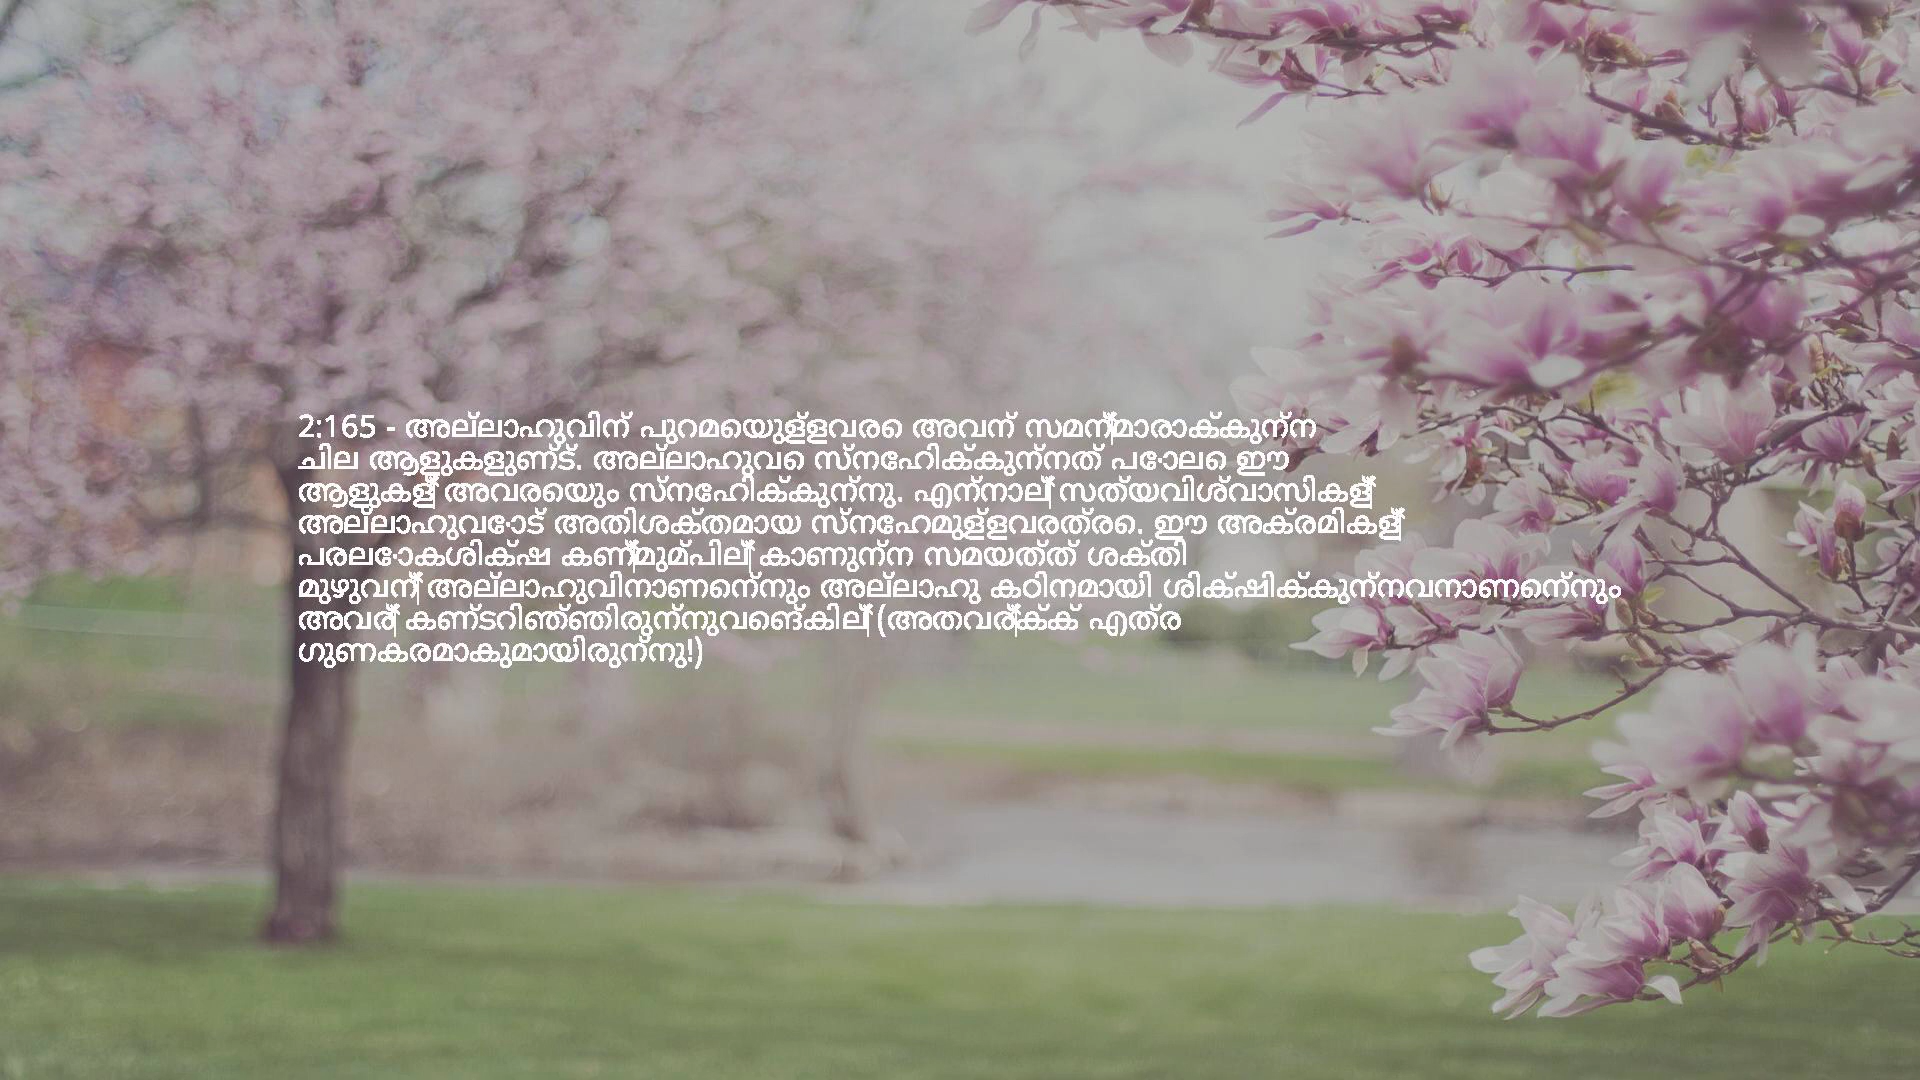 2:165 - അല്ലാഹുവിന് പുറമെയുള്ളവരെ അവന് സമന്‍മാരാക്കുന്ന
ചില ആളുകളുണ്ട്. അല്ലാഹുവെ സ്നേഹിക്കുന്നത് പോലെ ഈ
ആളുകള്‍ അവരെയും സ്നേഹിക്കുന്നു. എന്നാല്‍ സത്യവിശ്വാസികള്‍
അല്ലാഹുവോട് അതിശക്തമായ സ്നേഹമുള്ളവരത്രെ. ഈ അക്രമികള്‍
പരലോകശിക്ഷ കണ്‍മുമ്പില്‍ കാണുന്ന സമയത്ത് ശക്തി
മുഴുവന്‍ അല്ലാഹുവിനാണെന്നും അല്ലാഹു കഠിനമായി ശിക്ഷിക്കുന്നവനാണെന്നും
അവര്‍ കണ്ടറിഞ്ഞിരുന്നുവെങ്കില്‍ (അതവര്‍ക്ക് എത്ര
ഗുണകരമാകുമായിരുന്നു!)